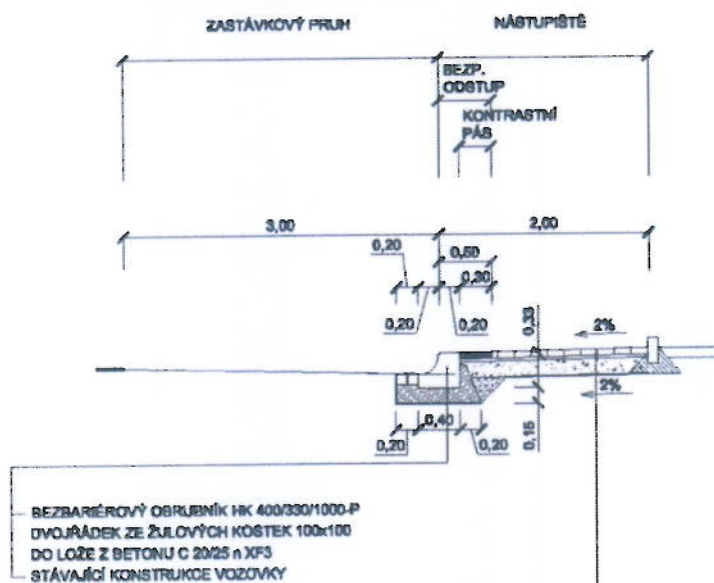 ZASTÁVKOVÝ PRUH
NÁSTUPIŠTĚ
BEZP.
ODSTUP
KONTRASTNÍ
PÁS
3,00
2,00
0,20
0,50
0,30
0,20
0,20
0,33
2%
2%
0,40
0,20
0,20
0,15
BEZBARIÉROVÝ OBRUBNÍK HK 400/330/1000-P
DVOJŘÁDEK ZE ŽULOVÝCH KOSTEK 100x100
DO LOŽE Z BETONU C 20/25 n XF3
STÁVAJÍCÍ KONSTRUKCE VOZOVKY